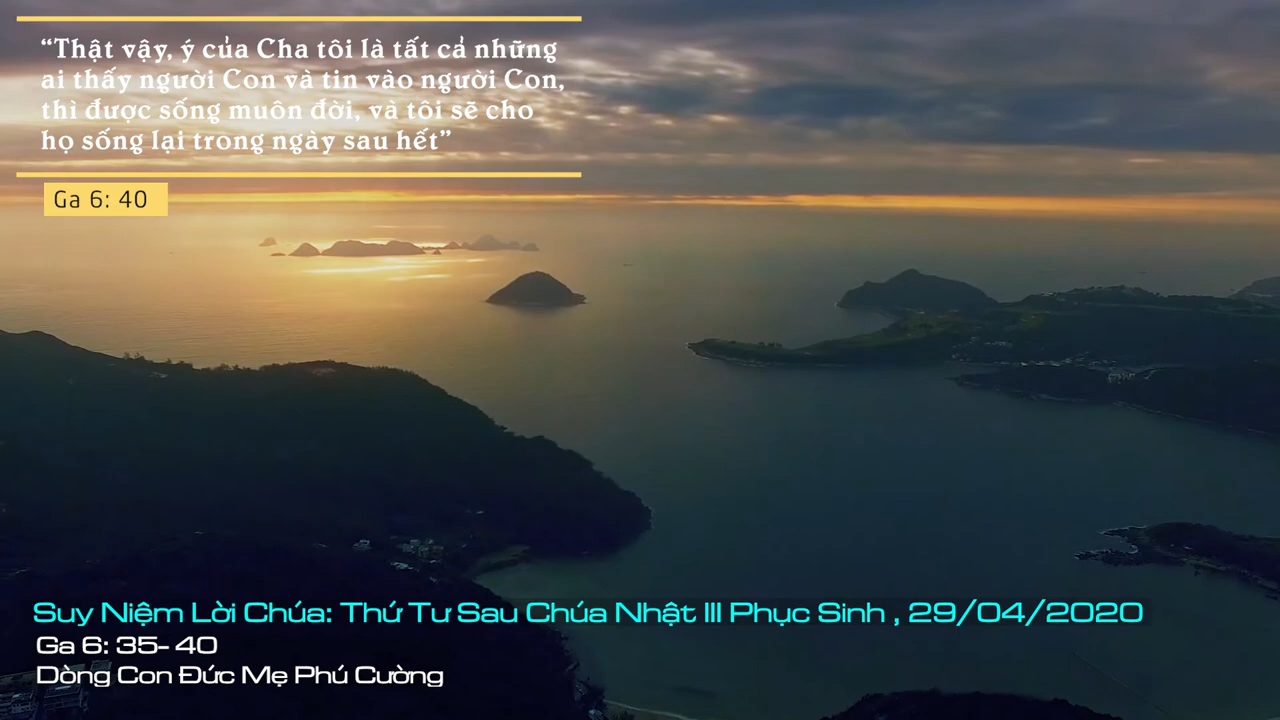 “Thật vậy, ý của Cha tôi là tất cả những
ai thấy người Con và tin vào người Con,
thì được sống muôn đời, và tôi sẽ cho
họ sống lại trong ngày sau hết”
Ga 6: 40
Suy Niệm Lời Chúa: Thứ Tư Sau Chúa Nhật III Phục Sinh , 29/04/2020
Ga 6: 35- 40
Dòng Con Đức Mẹ Phú Cường